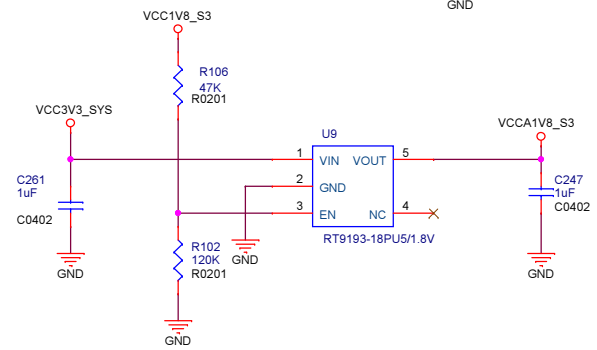 GND
VCC1V8_S3
R106
47K
R0201
VCC3V3_SYS
VCCA1V8_S3
U9
1 VIN VOUT 5
2 GND
3 EN NC 4
RT9193-18PU5/1.8V
C261
1uF
C0402
C247
1uF
C0402
R102
120K
R0201
GND
GND
GND
GND